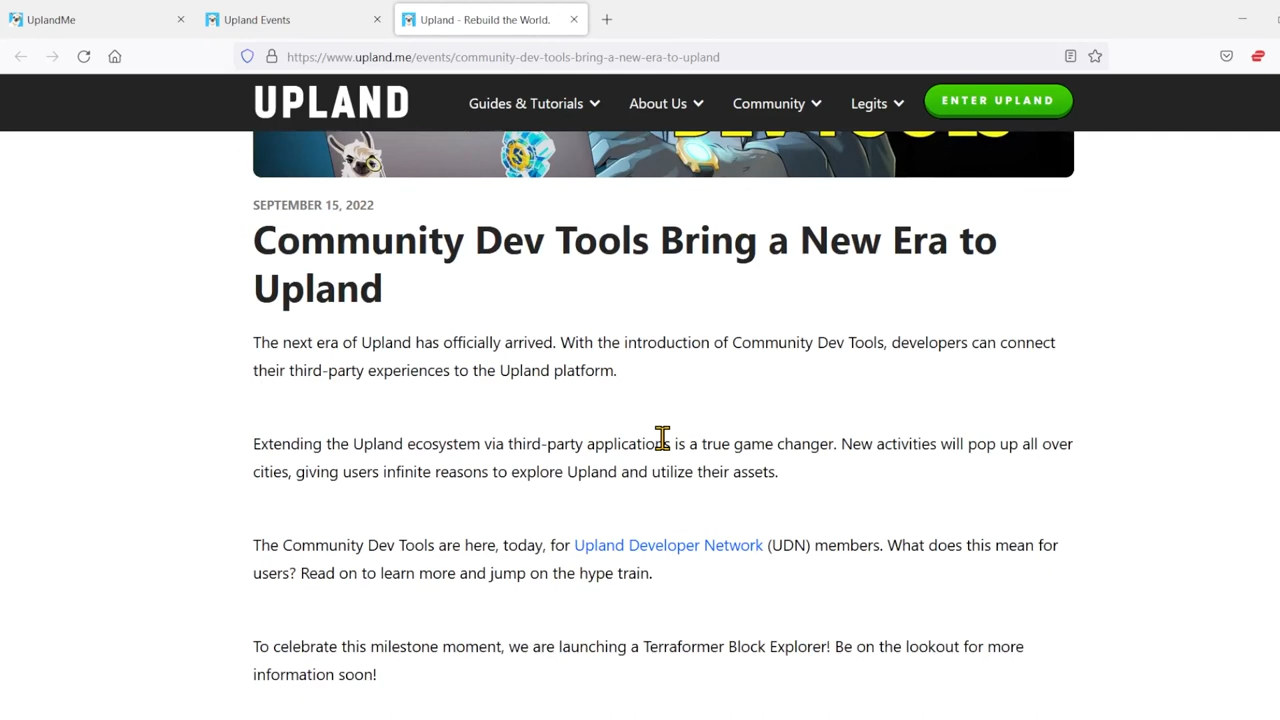 UplandMe
Upland Events
Upland - Rebuild the World.
https://www.upland.me/events/community-dev-tools-bring-a-new-era-to-upland
UPLAND
Guides & Tutorials
About Us
Community
Legits
ENTER UPLAND
SEPTEMBER 15, 2022
Community Dev Tools Bring a New Era to
Upland
The next era of Upland has officially arrived. With the introduction of Community Dev Tools, developers can connect
their third-party experiences to the Upland platform.
Extending the Upland ecosystem via third-party applications is a true game changer. New activities will pop up all over
cities, giving users infinite reasons to explore Upland and utilize their assets.
The Community Dev Tools are here, today, for Upland Developer Network (UDN) members. What does this mean for
users? Read on to learn more and jump on the hype train.
To celebrate this milestone moment, we are launching a Terraformer Block Explorer! Be on the lookout for more
information soon!